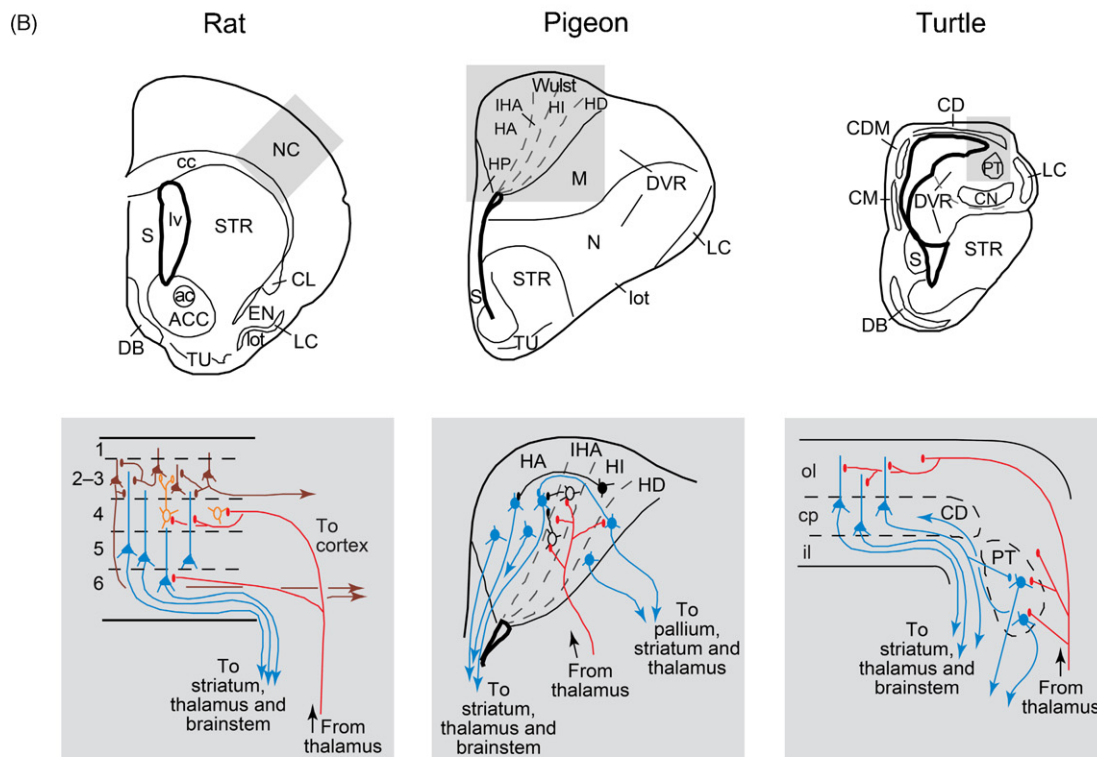 (B)
Rat
Pigeon
Turtle
NC
cc
lv
S
STR
ac
ACC
CL
EN
lot
LC
DB
TU
Wulst
IHA
HI
HD
HA
HP
M
DVR
N
LC
STR
S
lot
TU
CD
CDM
PT
LC
CM
DVR
CN
S
STR
DB
1
2–3
4
5
6
To
cortex
To
striatum,
thalamus and
brainstem
From
thalamus
HA
IHA
HI
HD
To
pallium,
striatum and
thalamus
From
thalamus
To
striatum,
thalamus and
brainstem
ol
cp
CD
il
PT
To
striatum,
thalamus and
brainstem
From
thalamus